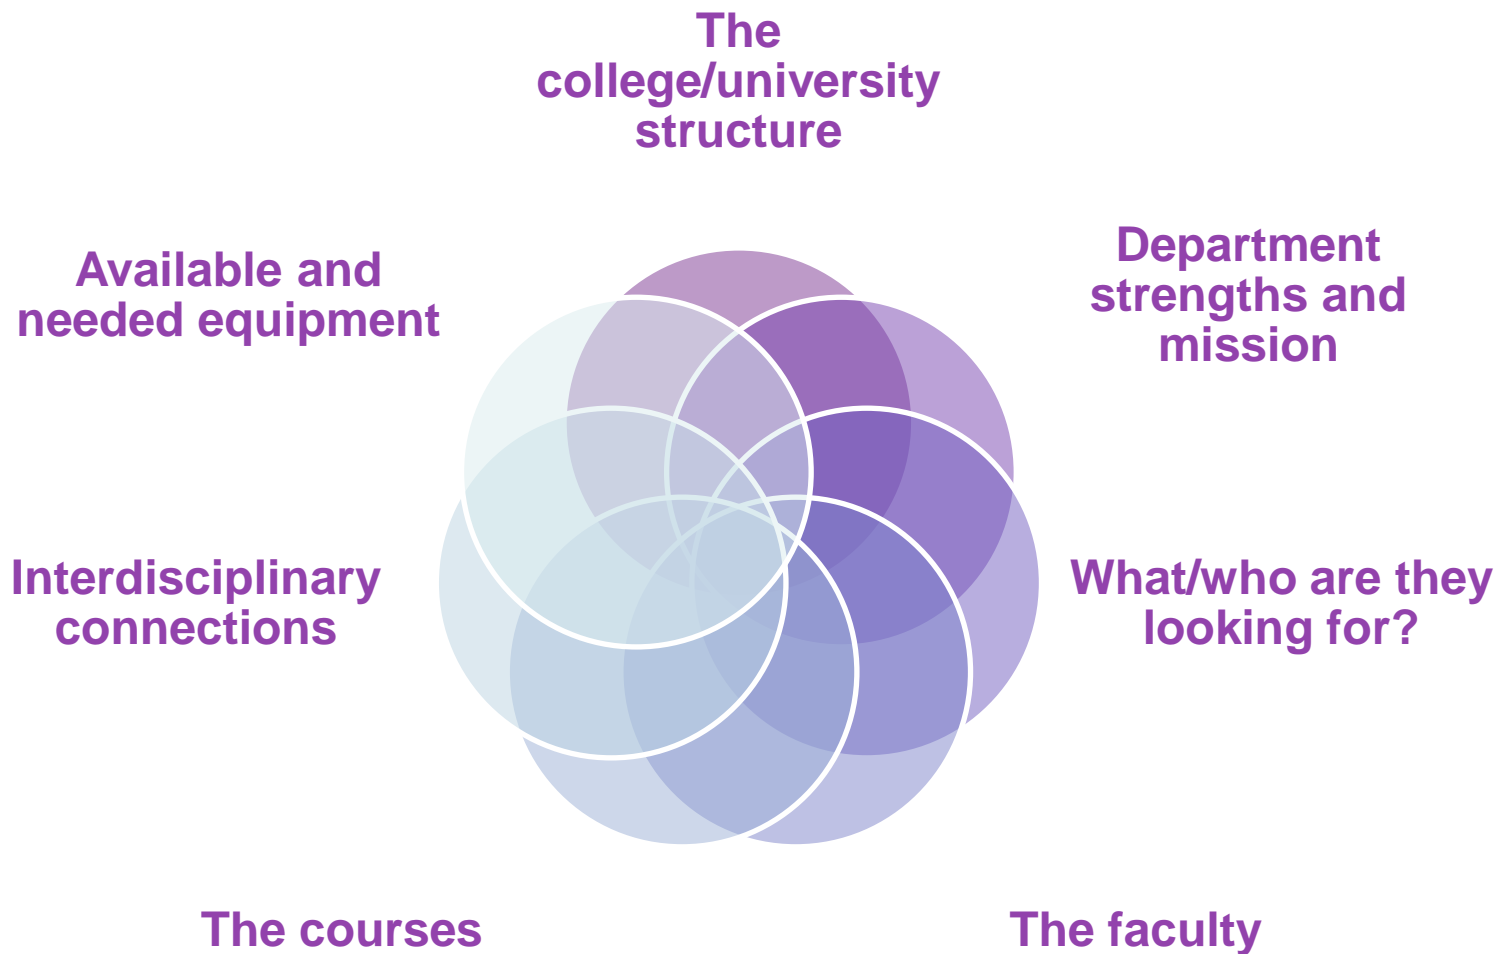 The
college/university
structure
Department
strengths and
mission
What/who are they
looking for?
The faculty
The courses
Interdisciplinary
connections
Available and
needed equipment